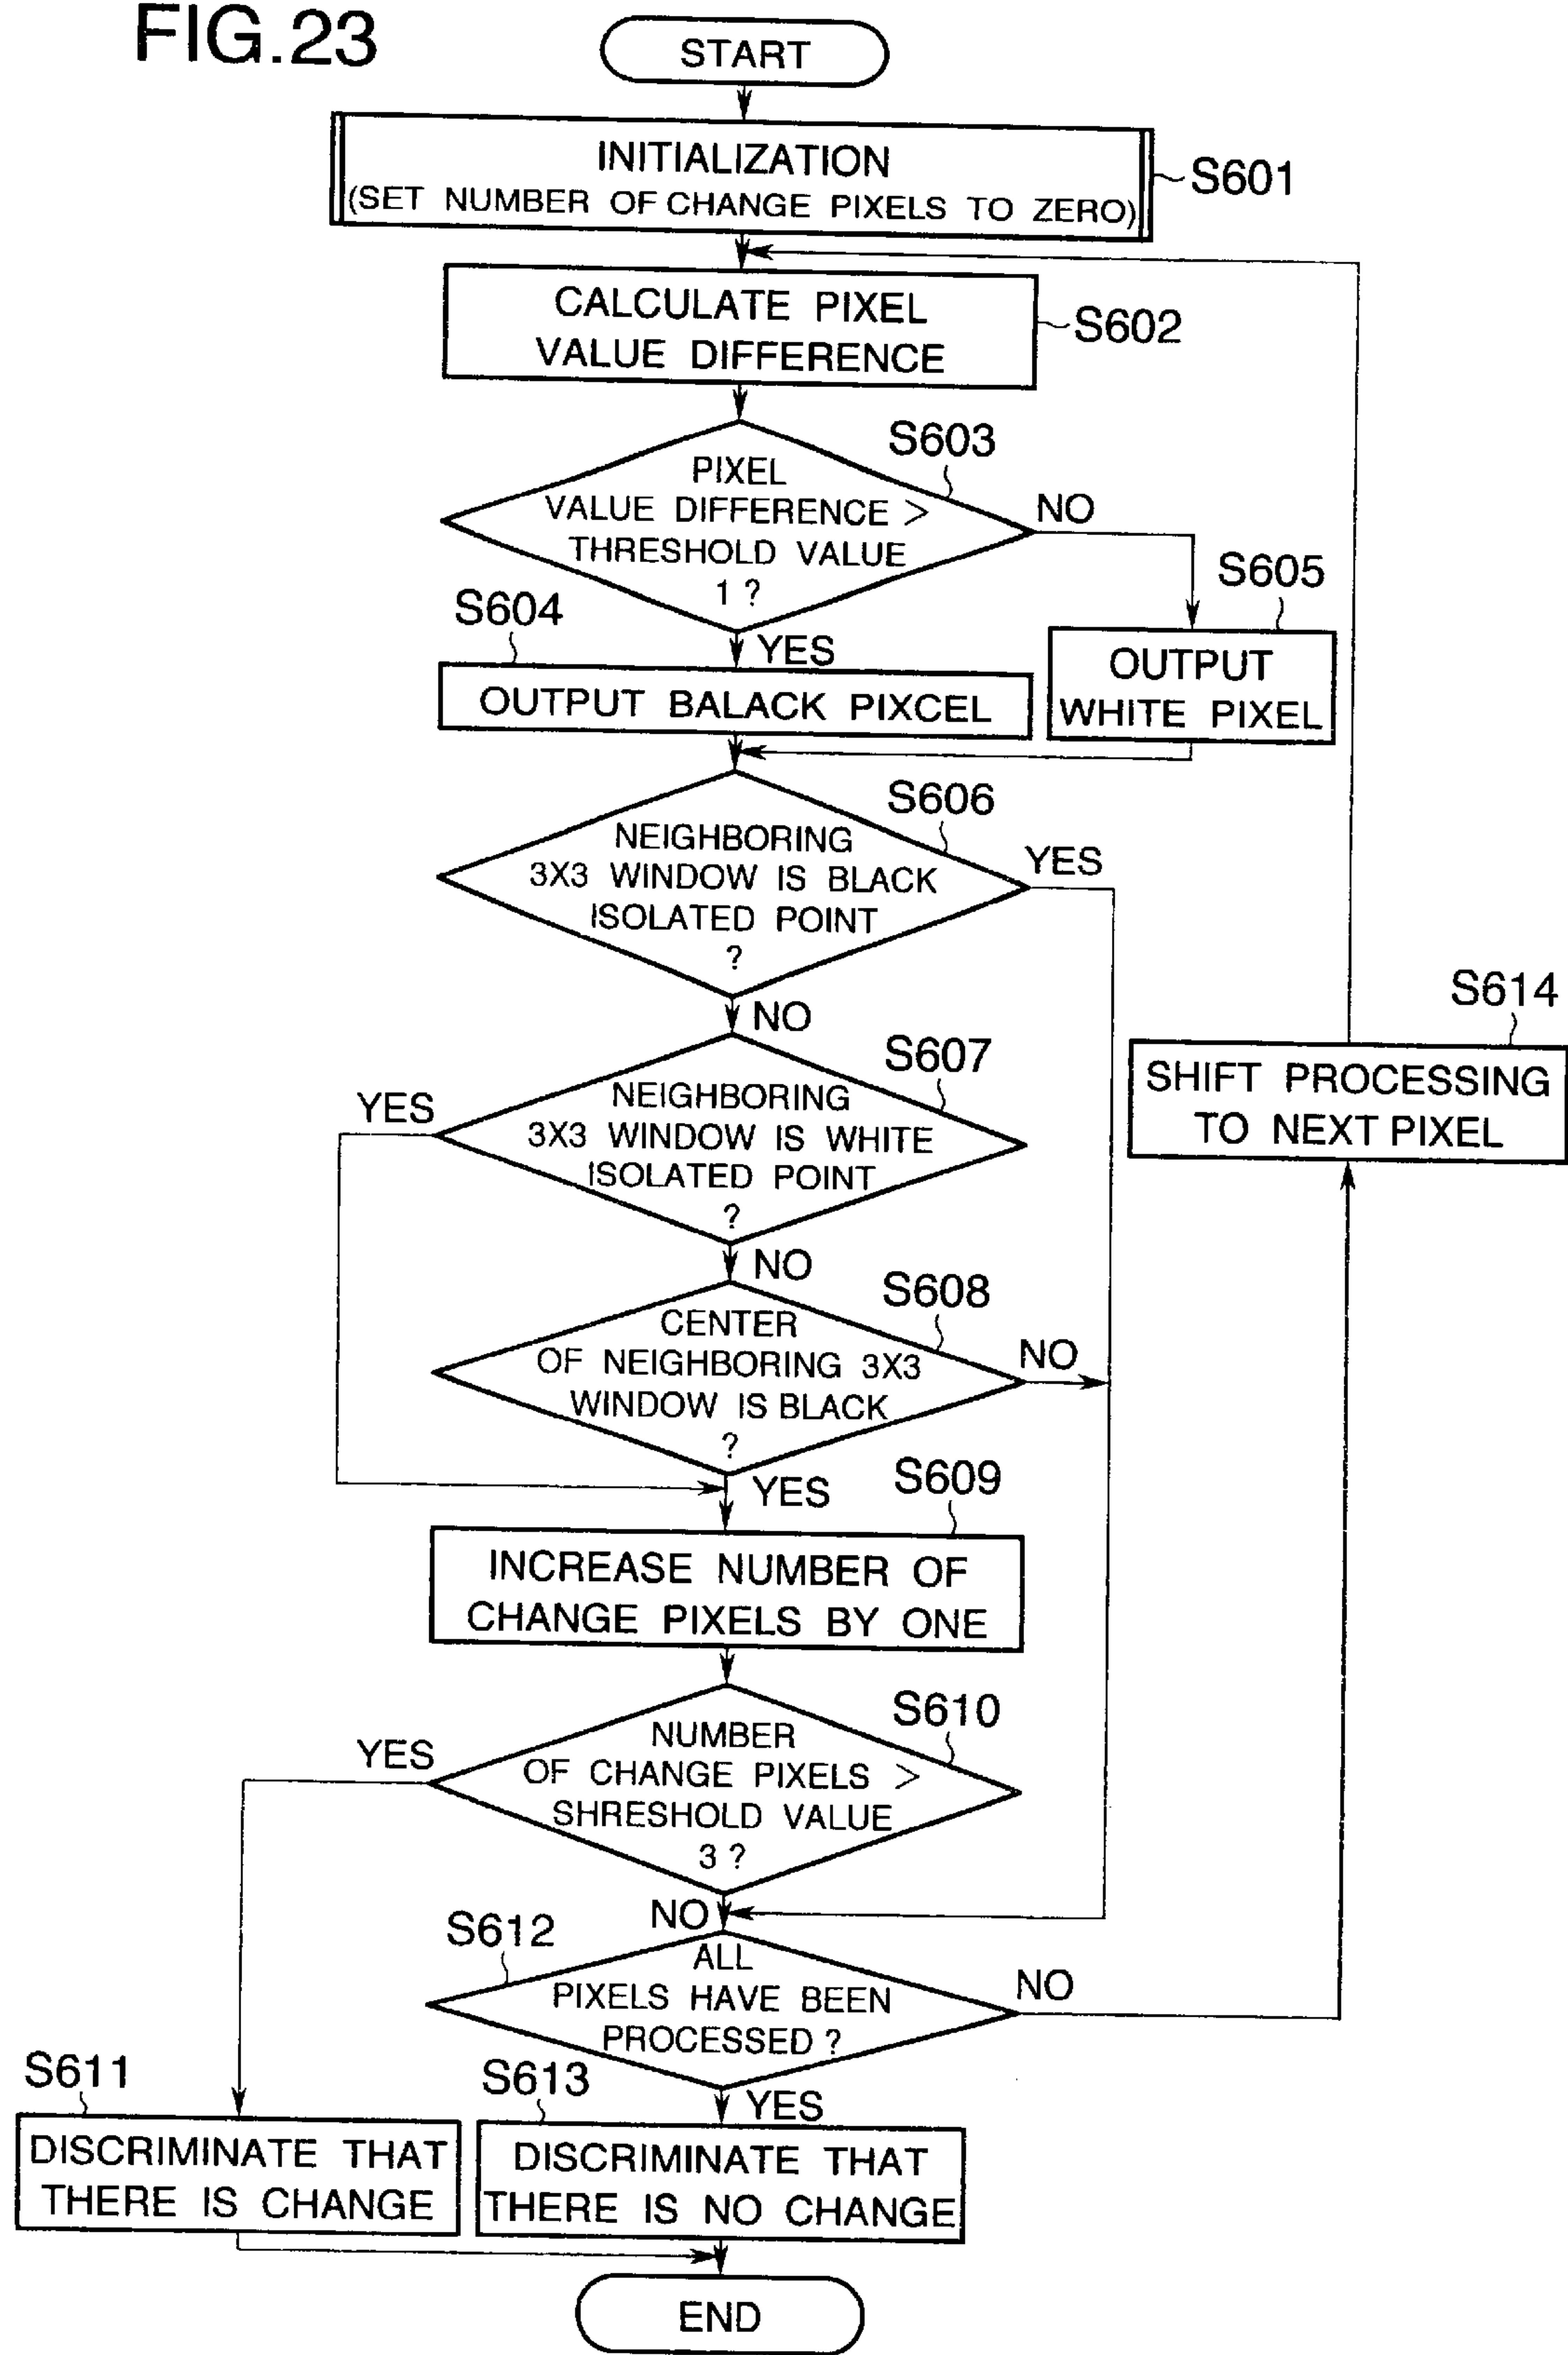 FIG.23
START
INITIALIZATION
(SET NUMBER OF CHANGE PIXELS TO ZERO)
S601
CALCULATE PIXEL
VALUE DIFFERENCE
S602
S603
PIXEL
VALUE DIFFERENCE >
THRESHOLD VALUE
1 ?
NO
YES
S604
OUTPUT BALACK PIXCEL
S605
OUTPUT
WHITE PIXEL
S606
NEIGHBORING
3X3 WINDOW IS BLACK
ISOLATED POINT
?
YES
NO
S607
NEIGHBORING
3X3 WINDOW IS WHITE
ISOLATED POINT
?
YES
NO
S614
SHIFT PROCESSING
TO NEXT PIXEL
S608
CENTER
OF NEIGHBORING 3X3
WINDOW IS BLACK
?
NO
YES
S609
INCREASE NUMBER OF
CHANGE PIXELS BY ONE
S610
NUMBER
OF CHANGE PIXELS >
SHRESHOLD VALUE
3 ?
YES
NO
S612
ALL
PIXELS HAVE BEEN
PROCESSED ?
NO
YES
S611
DISCRIMINATE THAT
THERE IS CHANGE
S613
DISCRIMINATE THAT
THERE IS NO CHANGE
END